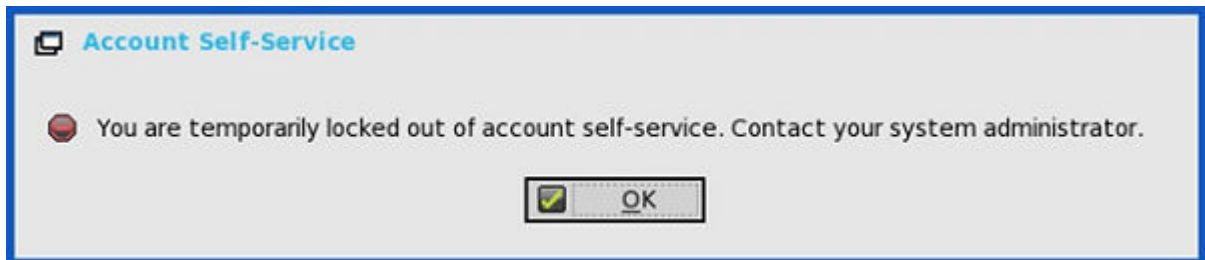 Account Self-Service
You are temporarily locked out of account self-service. Contact your system administrator.
OK